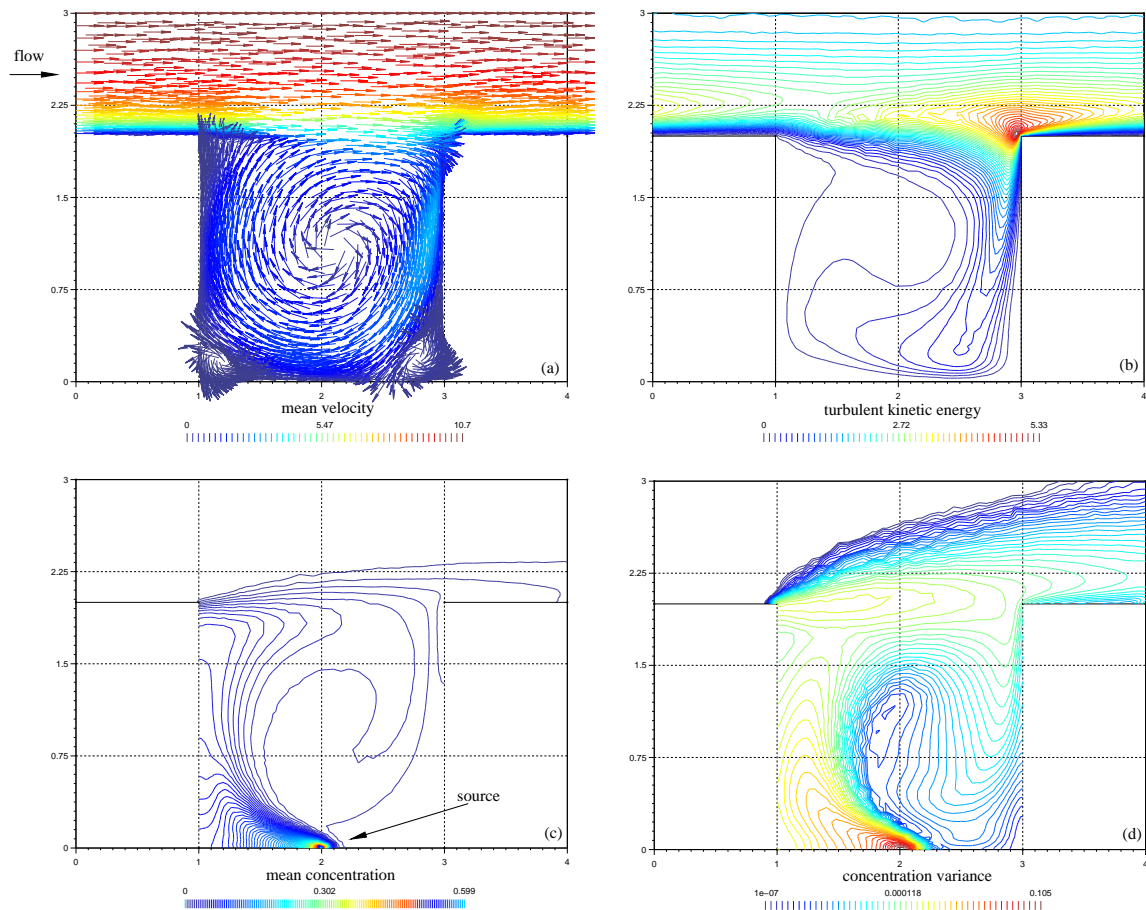 flow
3
2.25
1.5
0.75
0
0 1 2 3 4
(a)
mean velocity
0 5.47 10.7
3
2.25
1.5
0.75
0
0 1 2 3 4
(b)
turbulent kinetic energy
0 2.72 5.33
3
2.25
1.5
0.75
0
0 1 2 3 4
source
(c)
mean concentration
0 0.302 0.599
3
2.25
1.5
0.75
0
0 1 2 3 4
(d)
concentration variance
1e-07 0.000118 0.105